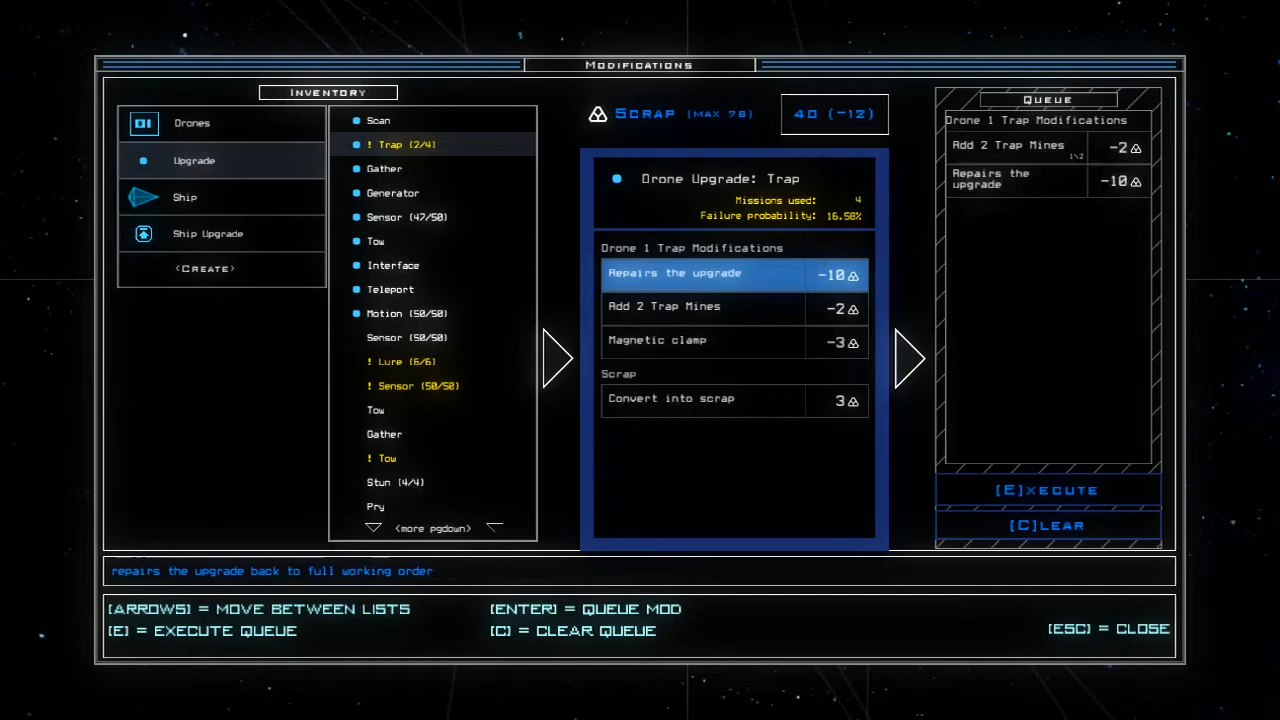 MODIFICATIONS
INVENTORY
Drones
Upgrade
Ship
Ship Upgrade
<CREATE>
Scan
! Trap (2/4)
Gather
Generator
Sensor (47/50)
Tow
Interface
Teleport
Motion (50/50)
Sensor (50/50)
! Lure (6/6)
! Sensor (50/50)
Tow
Gather
! Tow
Stun (4/4)
Pry
<more pgdown>
SCRAP (MAX 78)
40 (-12)
Drone Upgrade: Trap
Missions used: 4
Failure probability: 16.58%
Drone 1 Trap Modifications
Repairs the upgrade -10
Add 2 Trap Mines -2
Magnetic clamp -3
Scrap
Convert into scrap 3
QUEUE
Drone 1 Trap Modifications
Add 2 Trap Mines -2
1\2
Repairs the
upgrade -10
[E]XECUTE
[C]LEAR
repairs the upgrade back to full working order
[ARROWS] = MOVE BETWEEN LISTS
[ENTER] = QUEUE MOD
[E] = EXECUTE QUEUE
[C] = CLEAR QUEUE
[ESC] = CLOSE